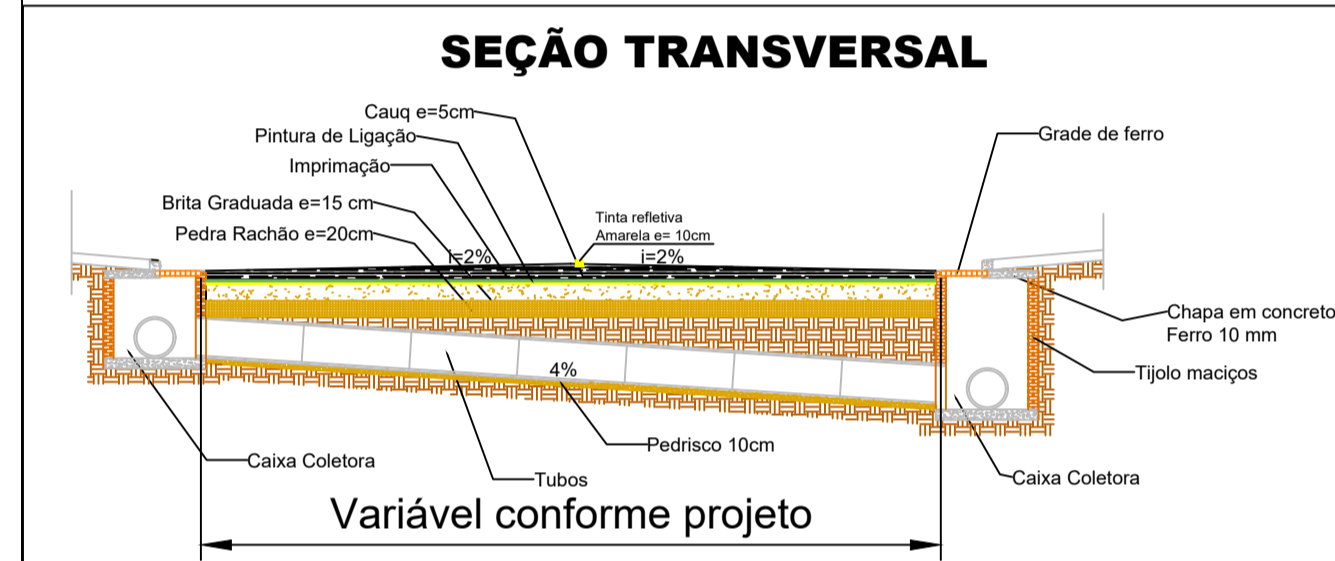 SEÇÃO TRANSVERSAL
Cauq e=5cm
Pintura de Ligação
Imprimação
Brita Graduada e=15 cm
Pedra Rachão e=20cm
Tinta refletiva
Amarela e= 10cm
i=2%
i=2%
Grade de ferro
Chapa em concreto
Ferro 10 mm
Tijolo maciços
4%
Pedrisco 10cm
Caixa Coletora
Tubos
Caixa Coletora
Variável conforme projeto